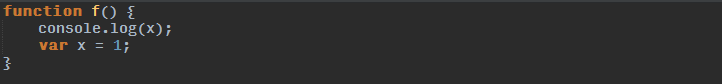 function f() {
    console.log(x);
    var x = 1;
}